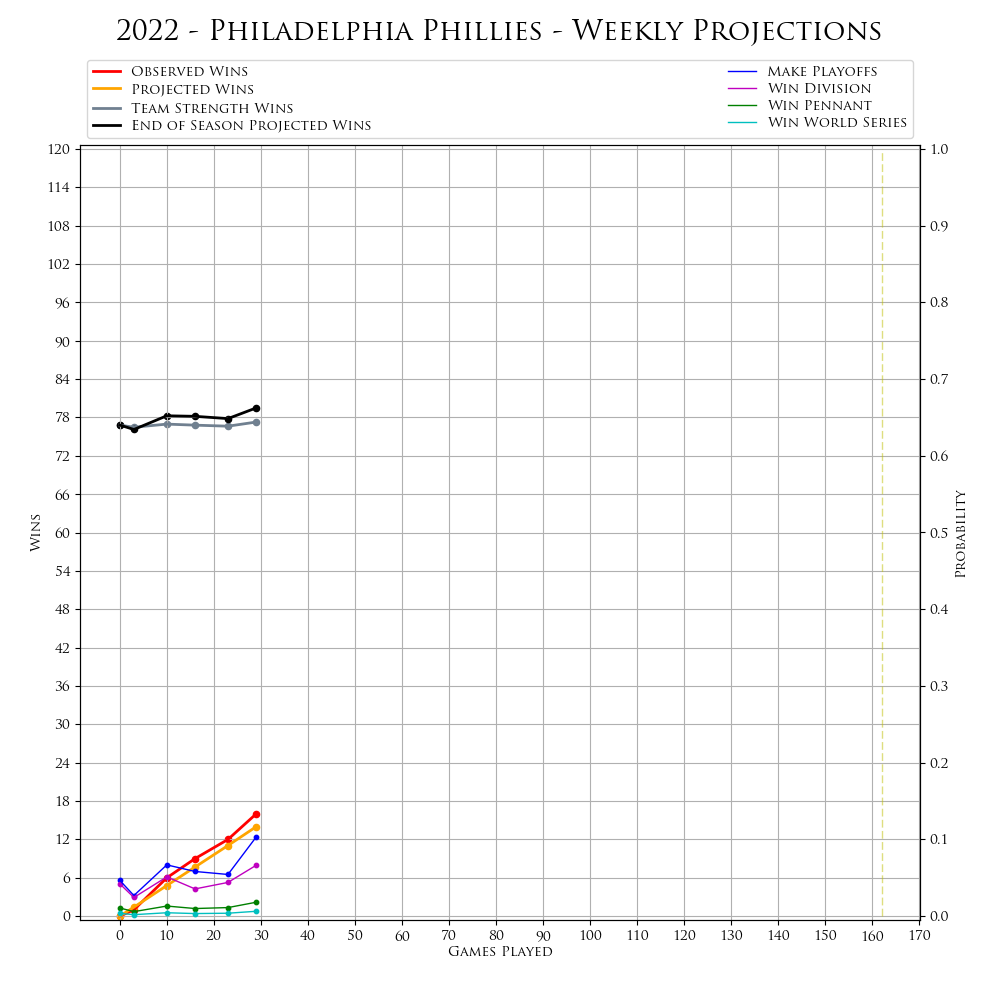 2022 - Philadelphia Phillies - Weekly Projections
Observed Wins
Projected Wins
Team Strength Wins
End of Season Projected Wins
Make Playoffs
Win Division
Win Pennant
Win World Series
120
114
108
102
96
90
84
78
72
66
60
54
48
42
36
30
24
18
12
6
0
Wins
1.0
0.9
0.8
0.7
0.6
0.5
0.4
0.3
0.2
0.1
0.0
Probability
0 10 20 30 40 50 60 70 80 90 100 110 120 130 140 150 160 170
Games Played